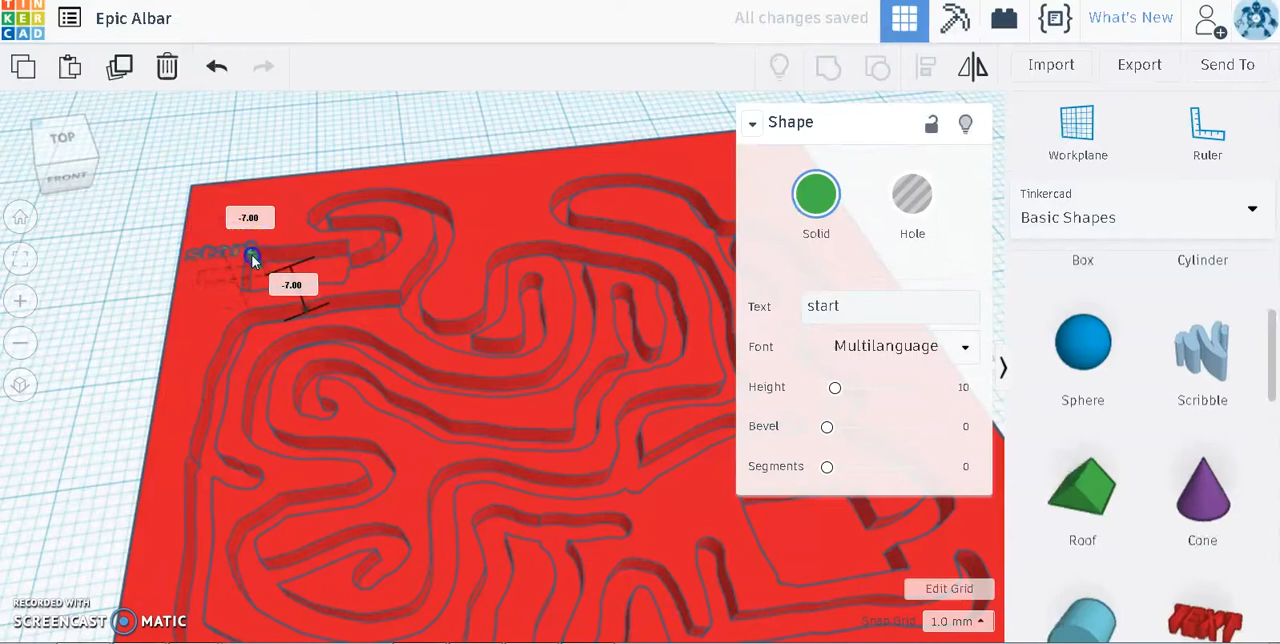 TIN
KER
CAD
Epic Albar
All changes saved
What's New
Import
Export
Send To
TOP
FRONT
-7.00
-7.00
start
Shape
Solid
Hole
Text
start
Font
Multilanguage
Height
10
Bevel
0
Segments
0
Workplane
Ruler
Tinkercad
Basic Shapes
Box
Cylinder
Sphere
Scribble
Roof
Cone
TEXT
Edit Grid
Snap Grid
1.0 mm
RECORDED WITH
SCREENCAST MATIC